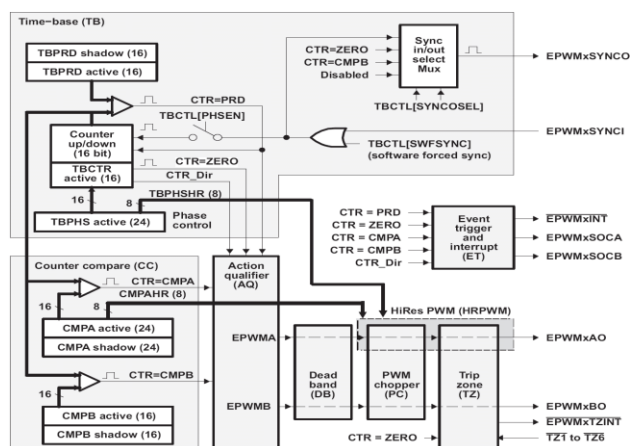 Time-base (TB)
TBPRD shadow (16)
TBPRD active (16)
CTR=ZERO
CTR=CMPB
Disabled
Sync
in/out
select
Mux
EPWMxSYNCO
TBCTL[SYNCOSEL]
CTR=PRD
TBCTL[PHSEN]
EPWMxSYNCI
TBCTL[SWFSYNC]
(software forced sync)
Counter
up/down
(16 bit)
TBCTR
active (16)
CTR=ZERO
CTR_Dir
16
8
TBPHSHR (8)
TBPHS active (24)
Phase
control
CTR = PRD
CTR = ZERO
CTR = CMPA
CTR = CMPB
CTR_Dir
Event
trigger
and
interrupt
(ET)
EPWMxINT
EPWMxSOCA
EPWMxSOCB
Counter compare (CC)
CTR=CMPA
CMPAHR (8)
16
8
CMPA active (24)
CMPA shadow (24)
CTR=CMPB
16
CMPB active (16)
CMPB shadow (16)
Action
qualifier
(AQ)
EPWMA
EPWMB
HiRes PWM (HRPWM)
Dead
band
(DB)
PWM
chopper
(PC)
Trip
zone
(TZ)
CTR = ZERO
EPWMxAO
EPWMxBO
EPWMxTZINT
TZ1 to TZ6